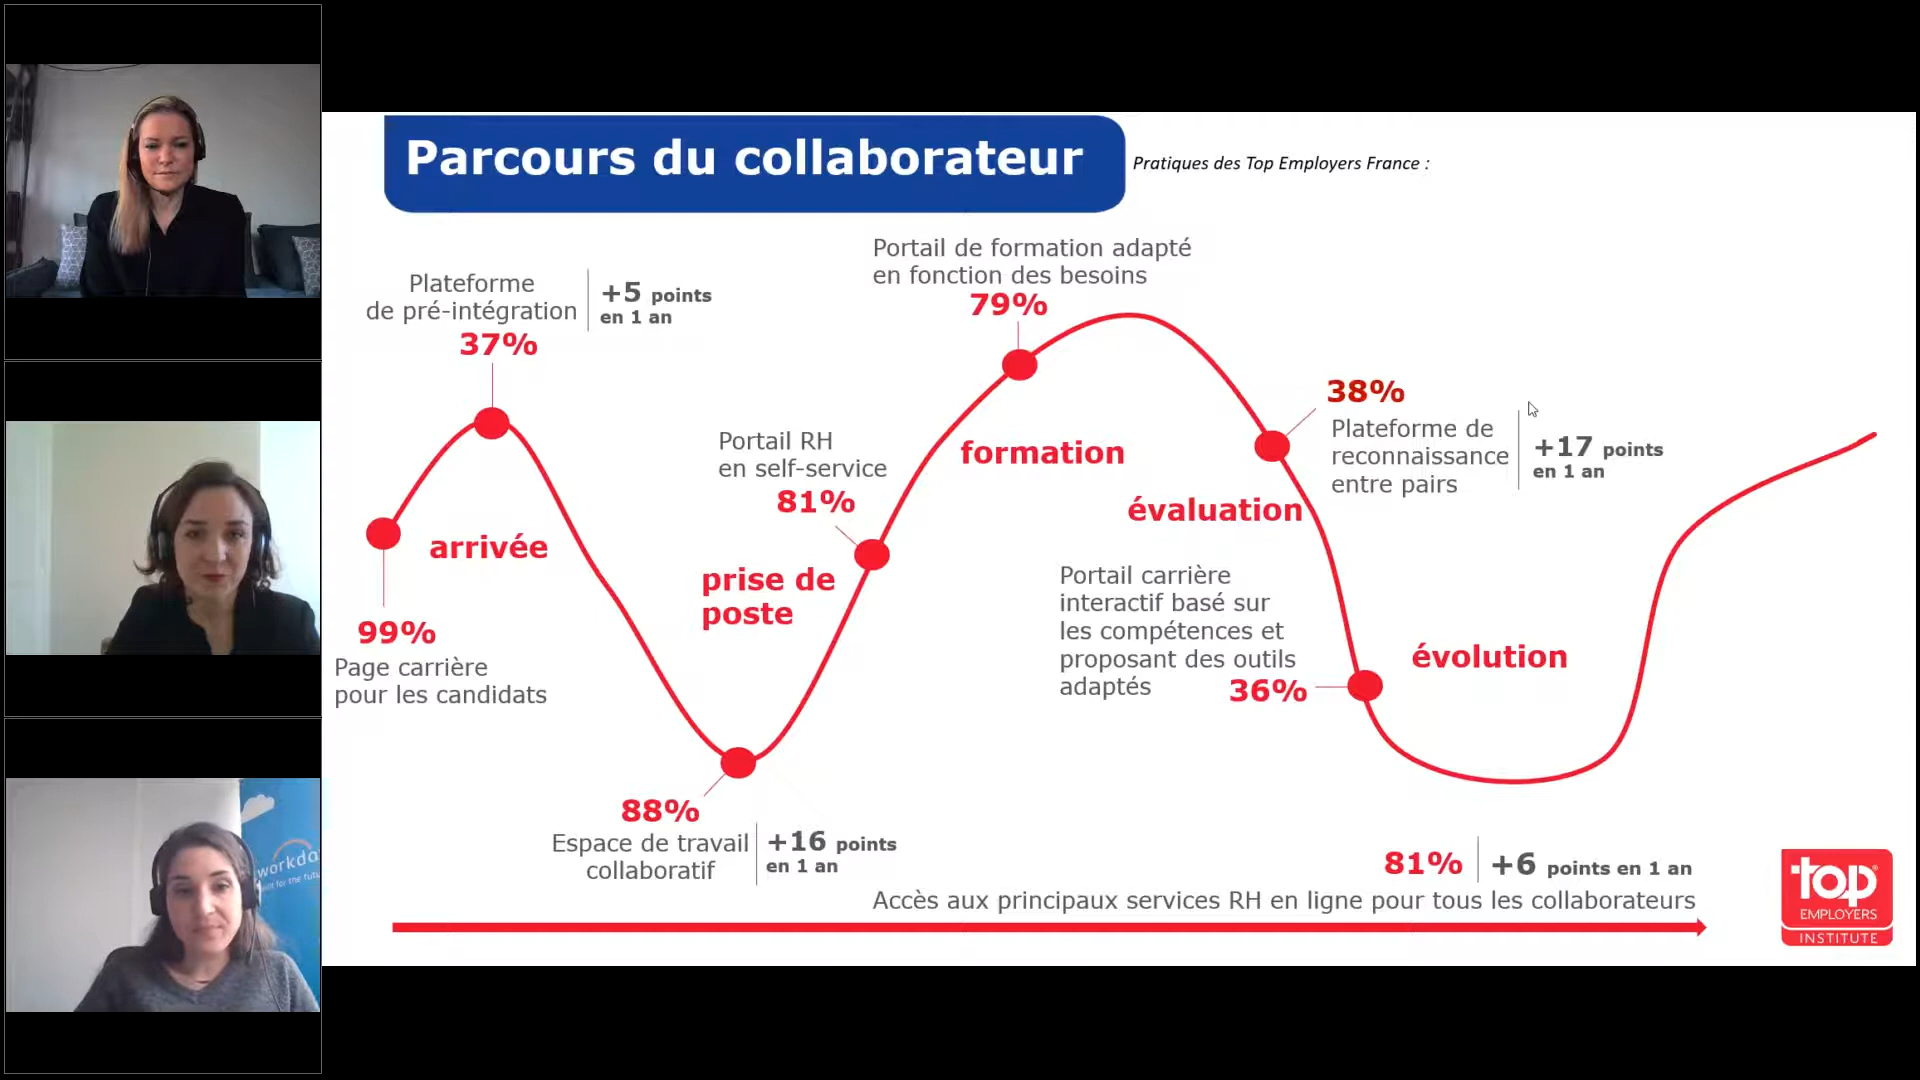 Parcours du collaborateur
Pratiques des Top Employers France :
Plateforme
de pré-intégration
37%
+5 points
en 1 an
Portail de formation adapté
en fonction des besoins
79%
38%
Plateforme de
reconnaissance
entre pairs
+17 points
en 1 an
Portail RH
en self-service
81%
formation
évaluation
arrivée
prise de
poste
99%
Page carrière
pour les candidats
Portail carrière
interactif basé sur
les compétences et
proposant des outils
adaptés
36%
évolution
88%
Espace de travail
collaboratif
+16 points
en 1 an
81%
+6 points en 1 an
Accès aux principaux services RH en ligne pour tous les collaborateurs
top
EMPLOYERS
INSTITUTE
for the